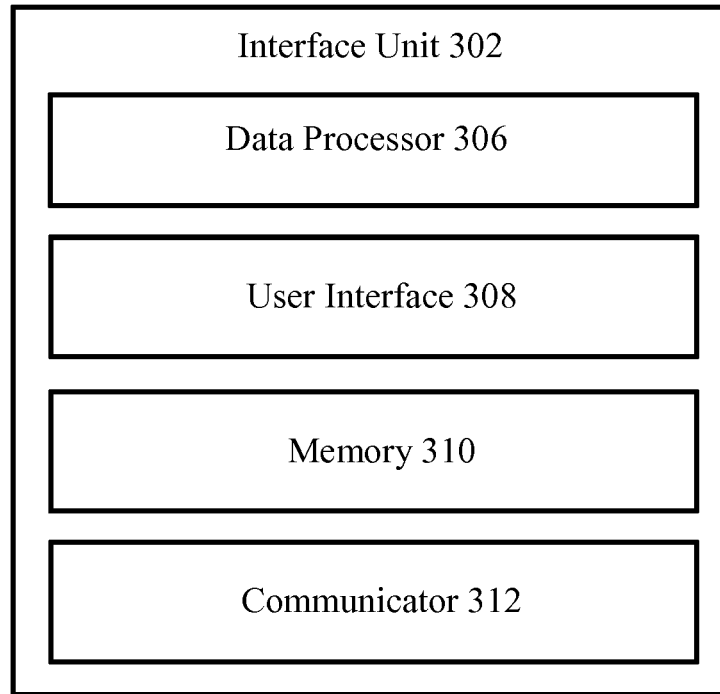 Interface Unit 302
Data Processor 306
User Interface 308
Memory 310
Communicator 312